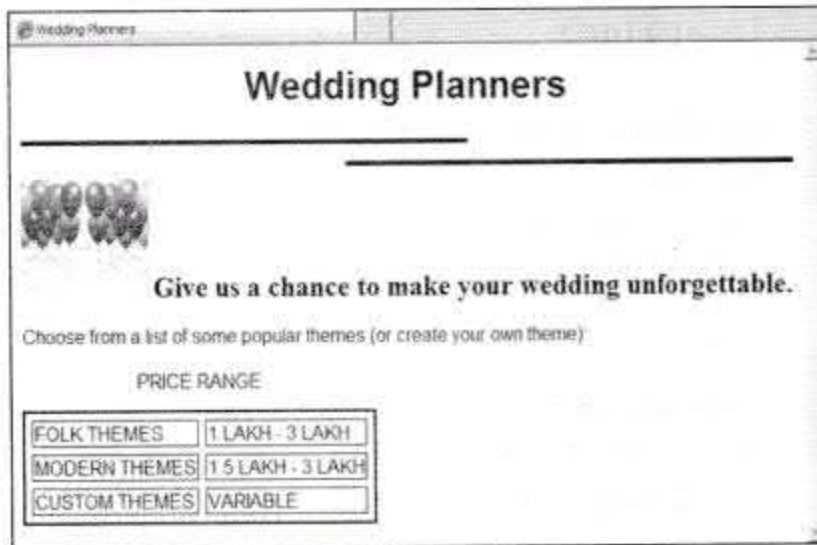 Wedding Planners
Wedding Planners
Give us a chance to make your wedding unforgettable.
Choose from a list of some popular themes (or create your own theme)
PRICE RANGE
FOLK THEMES 1 LAKH - 3 LAKH
MODERN THEMES 1 5 LAKH - 3 LAKH
CUSTOM THEMES VARIABLE